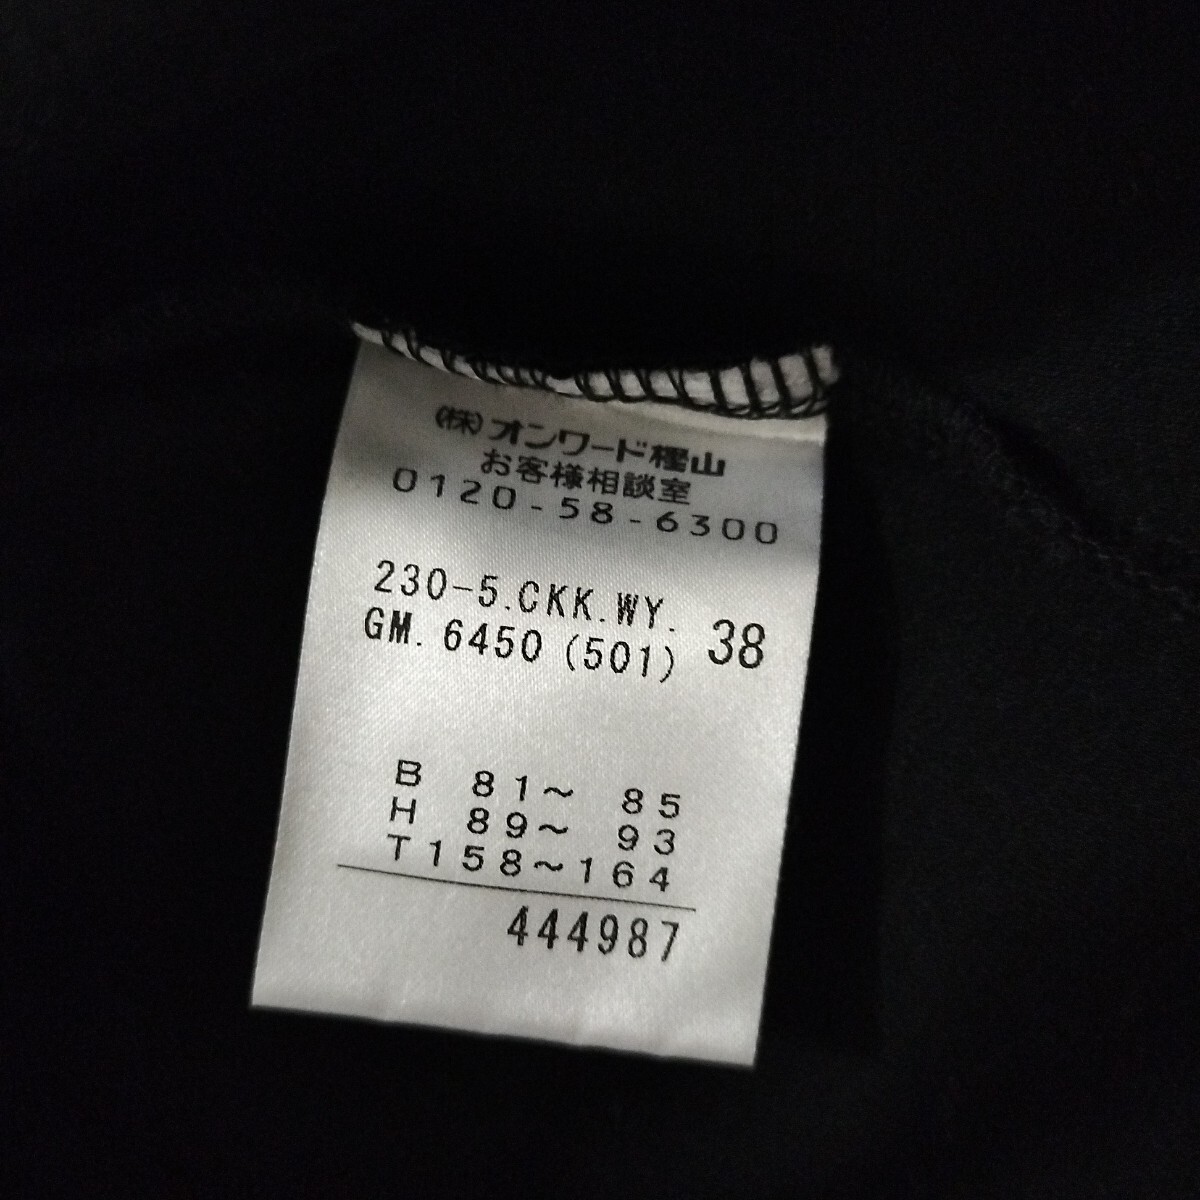 (株)オンワード樫山
お客様相談室
0120-58-6300
230-5.CKK.WY. 38
GM. 6450 (501)
B 81~ 85
H 89~ 93
T158~164
444987